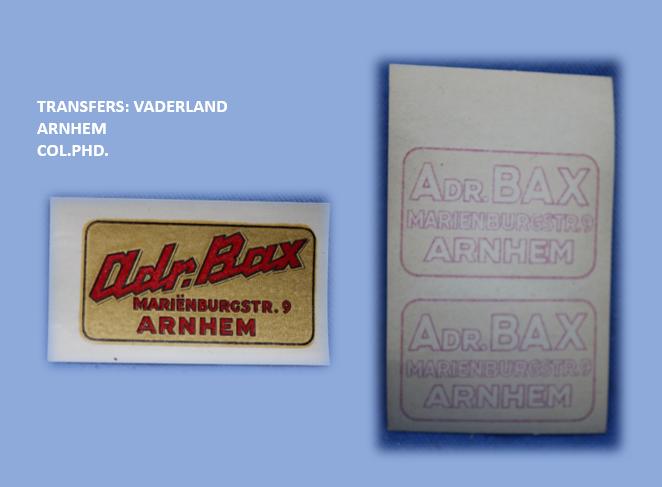 TRANSFERS: VADERLAND
ARNHEM
COL.PHD.
Adr. Bax
MARIËNBURGSTR. 9
ARNHEM
ADR. BAX
MARIENBURGSTR. 9
ARNHEM
ADR. BAX
MARIENBURGSTR. 9
ARNHEM